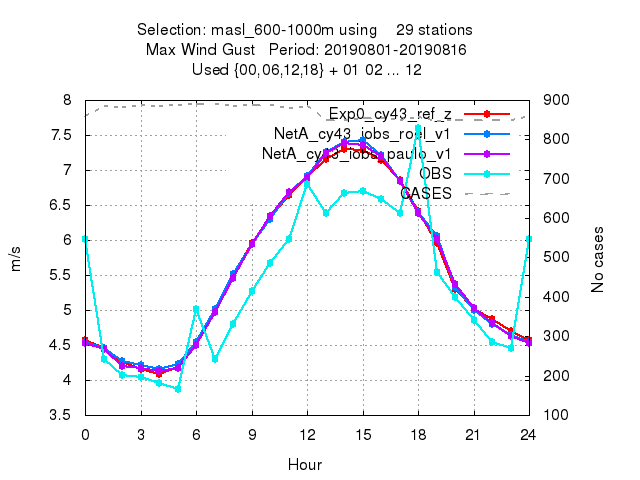 Selection: masl_600-1000m using 29 stations
Max Wind Gust Period: 20190801-20190816
Used {00,06,12,18} + 01 02 ... 12
8 900
Exp0_cy43_ref_z
7.5 NetA_cy43_iobs_roel_v1 800
NetA_cy43_iobs_paulo_v1
7 OBS 700
CASES
6.5 600
6 500
m/s No cases
5.5 400
5 300
4.5
4 200
3.5 100
0 3 6 9 12 15 18 21 24
Hour